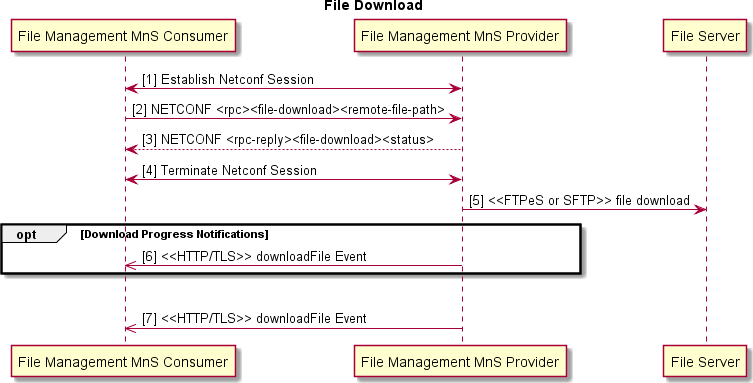 File Download
File Management MnS Consumer
File Management MnS Provider
File Server
[1] Establish Netconf Session
[2] NETCONF <rpc><file-download><remote-file-path>
[3] NETCONF <rpc-reply><file-download><status>
[4] Terminate Netconf Session
[5] <<FTPeS or SFTP>> file download
opt
[Download Progress Notifications]
[6] <<HTTP/TLS>> downloadFile Event
[7] <<HTTP/TLS>> downloadFile Event
File Management MnS Consumer
File Management MnS Provider
File Server